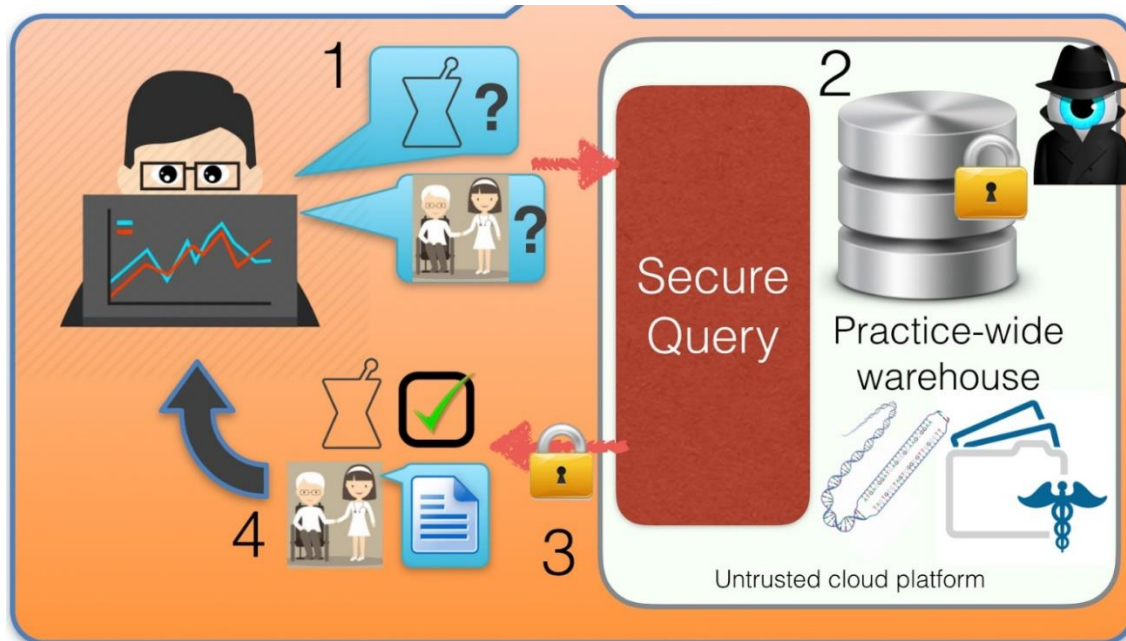 1
?
?
2
Secure
Query
Practice-wide
warehouse
4
3
Untrusted cloud platform